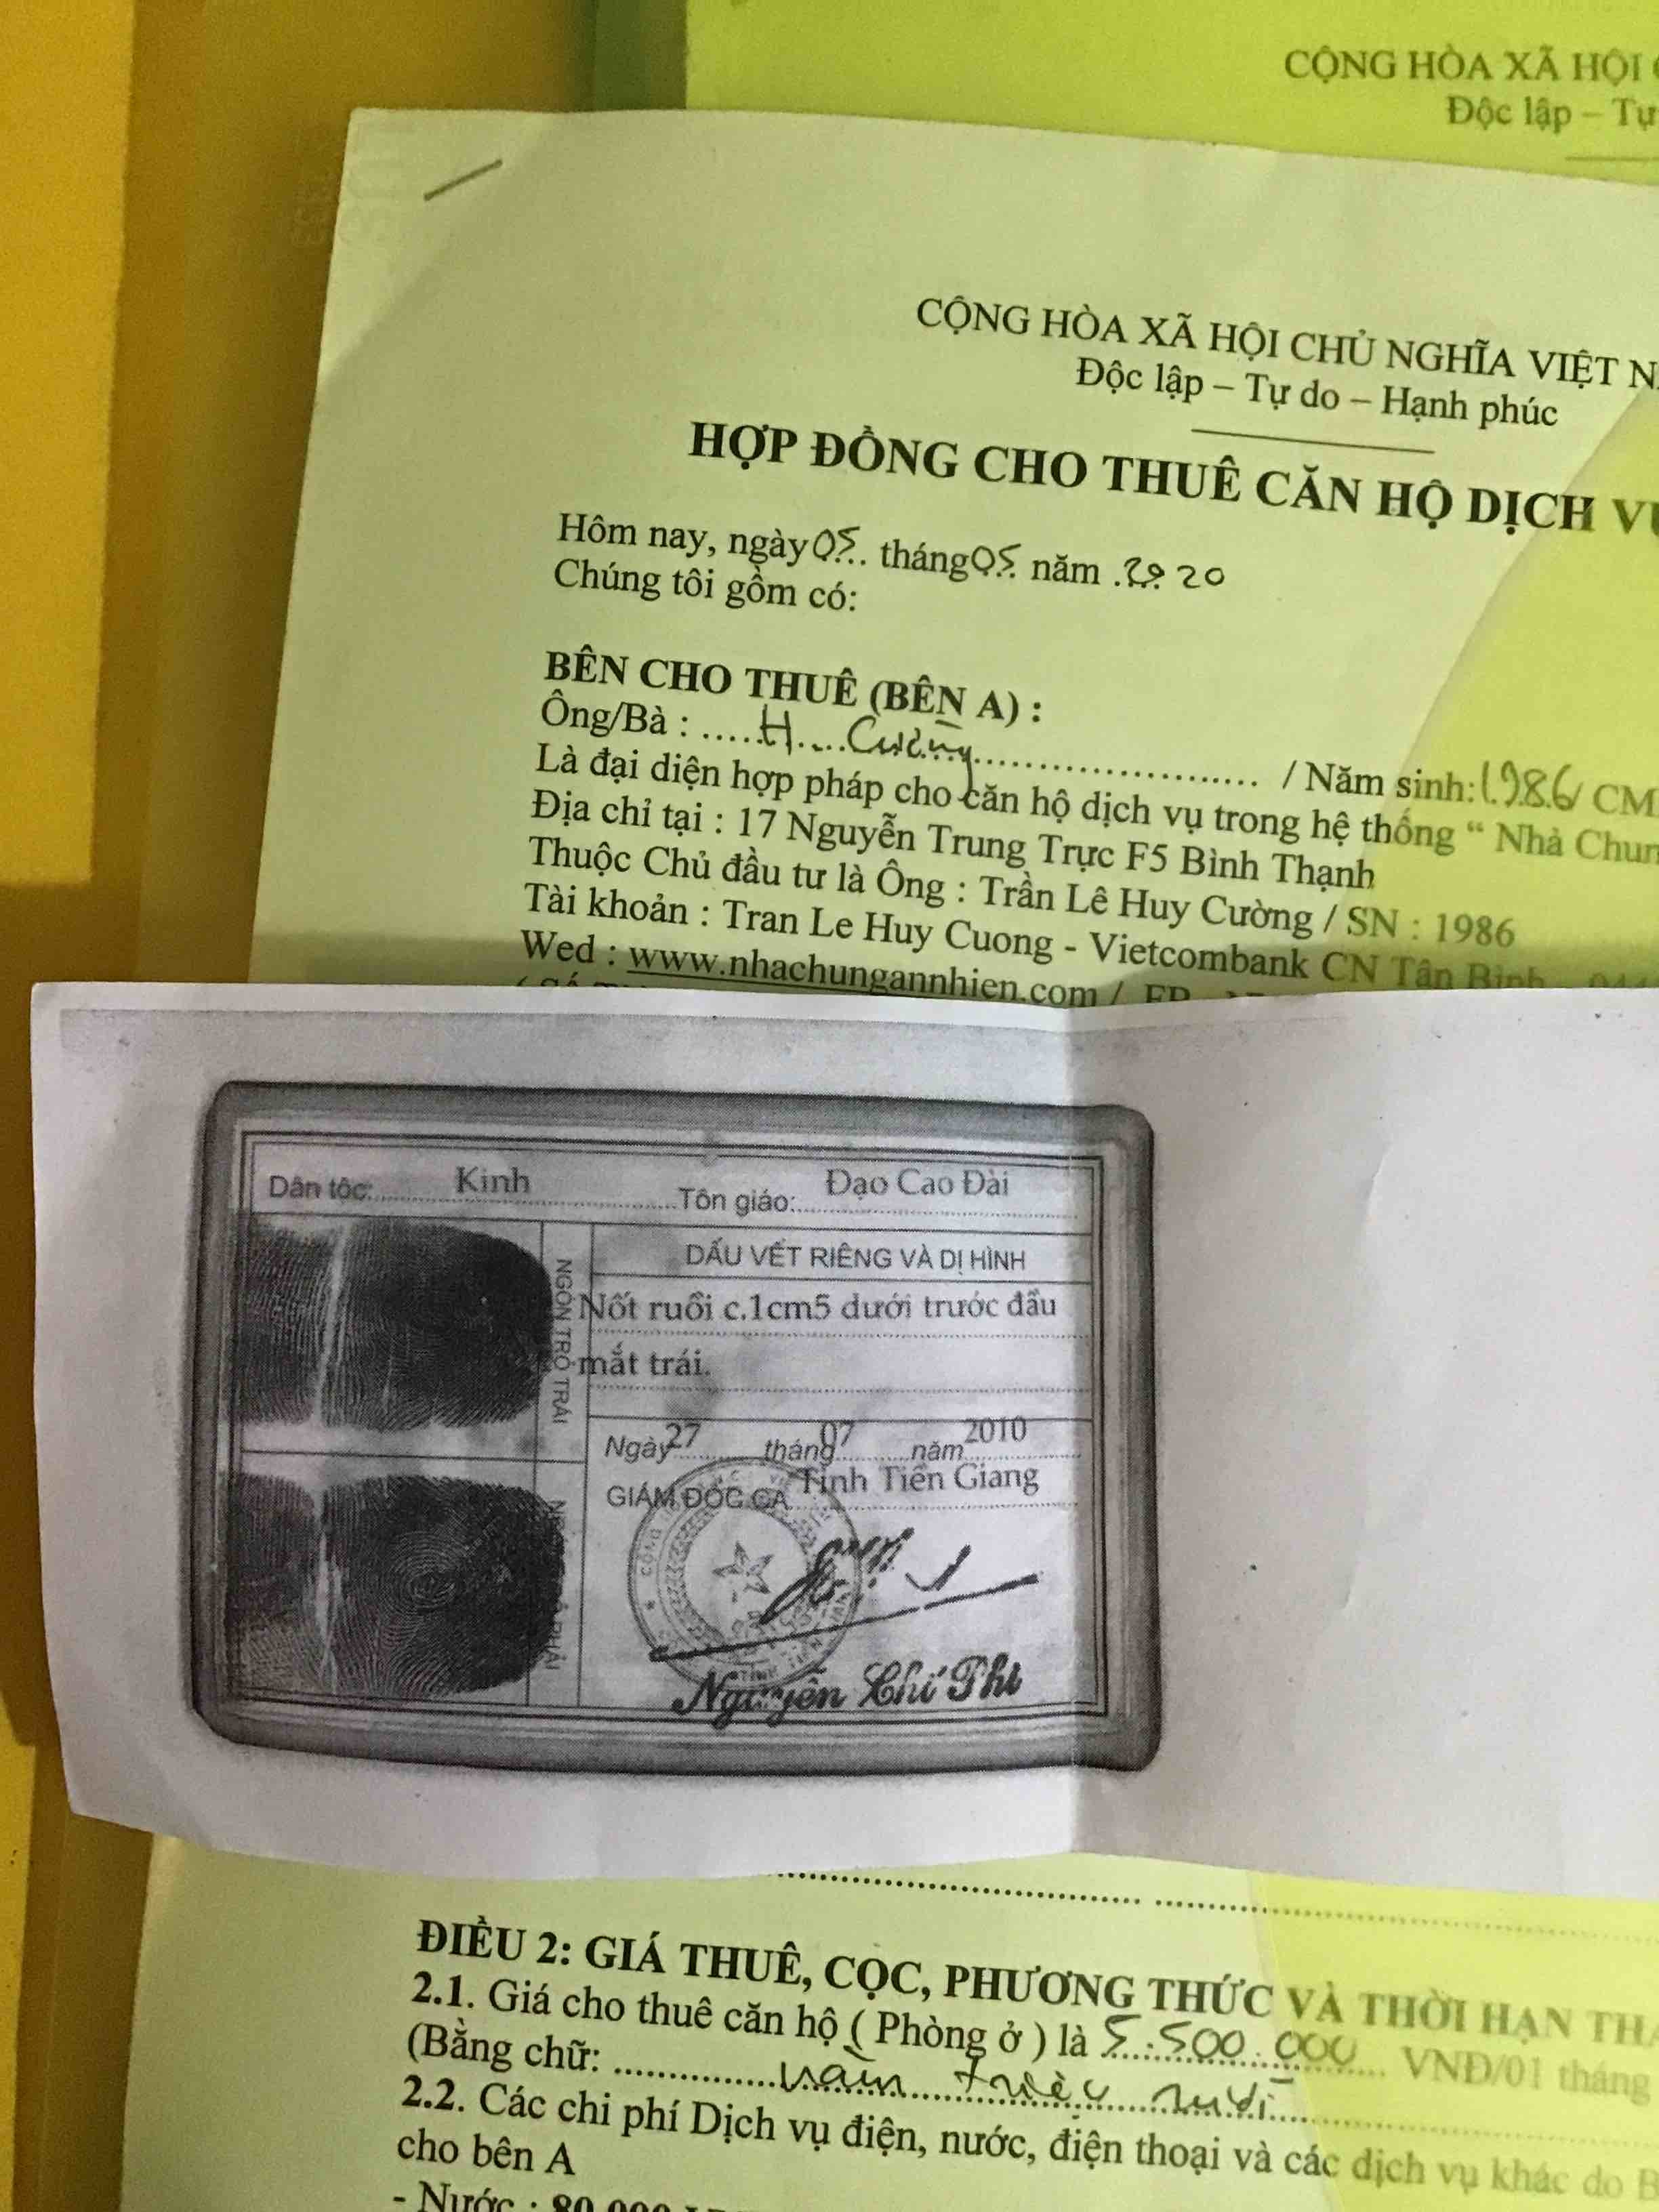 CỘNG HÒA XÃ HỘI
Độc lập – Tự
CỘNG HÒA XÃ HỘI CHỦ NGHĨA VIỆT
Độc lập – Tự do – Hạnh phúc
HỢP ĐỒNG CHO THUÊ CĂN HỘ DỊCH
Hôm nay, ngày 05 tháng 05 năm 2020
Chúng tôi gồm có:
BÊN CHO THUÊ (BÊN A) :
Ông/Bà : ..... H.... Cường ..................... / Năm sinh: 1986 CM
Là đại diện hợp pháp cho căn hộ dịch vụ trong hệ thống “ Nhà Chun
Địa chỉ tại : 17 Nguyễn Trung Trực F5 Bình Thạnh
Thuộc Chủ đầu tư là Ông : Trần Lê Huy Cường / SN : 1986
Tài khoản : Tran Le Huy Cuong - Vietcombank CN Tân Bình
Wed : www.nhachungannhien.com /
Dân tộc: Kinh Tôn giáo: Đạo Cao Đài
DẤU VẾT RIÊNG VÀ DỊ HÌNH
NGÓN TRỎ TRÁI
Nốt ruồi c.1cm5 dưới trước đầu
mắt trái.
Ngày 27 tháng 07 năm 2010
GIÁM ĐỐC CA Tỉnh Tiền Giang
Nguyễn Chí Phi
ĐIỀU 2: GIÁ THUÊ, CỌC, PHƯƠNG THỨC VÀ THỜI HẠN
2.1. Giá cho thuê căn hộ ( Phòng ở ) là 5.500.000 VNĐ/01 tháng
(Bằng chữ: năm triệu rưỡi
2.2. Các chi phí Dịch vụ điện, nước, điện thoại và các dịch vụ khác do
cho bên A
- Nước : 80.000